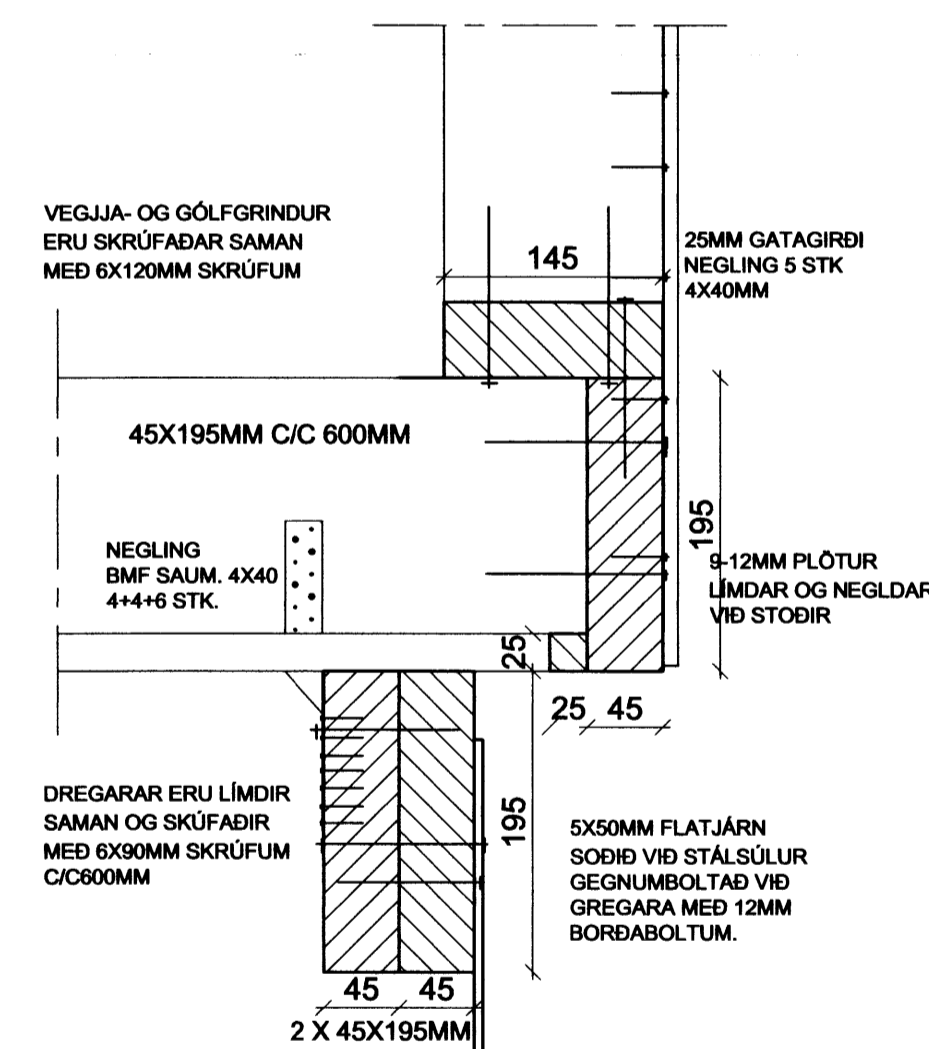 VEGJJA- OG GÓLFGRINDUR
ERU SKRÚFAÐAR SAMAN
MEÐ 6X120MM SKRÚFUM
145
25MM GATAGIRÐI
NEGLING 5 STK
4X40MM
45X195MM C/C 600MM
195
NEGLING
BMF SAUM. 4X40
4+4+6 STK.
9-12MM PLÖTUR
LÍMDAR OG NEGLDAR
VIÐ STOÐIR
25
25 45
DREGARAR ERU LÍMDIR
SAMAN OG SKÚFAÐIR
MEÐ 6X90MM SKRÚFUM
C/C600MM
195
5X50MM FLATJÁRN
SOÐIÐ VIÐ STÁLSÚLUR
GEGNUMBOLTAÐ VIÐ
GREGARA MEÐ 12MM
BORÐABOLTUM.
45 45
2 X 45X195MM